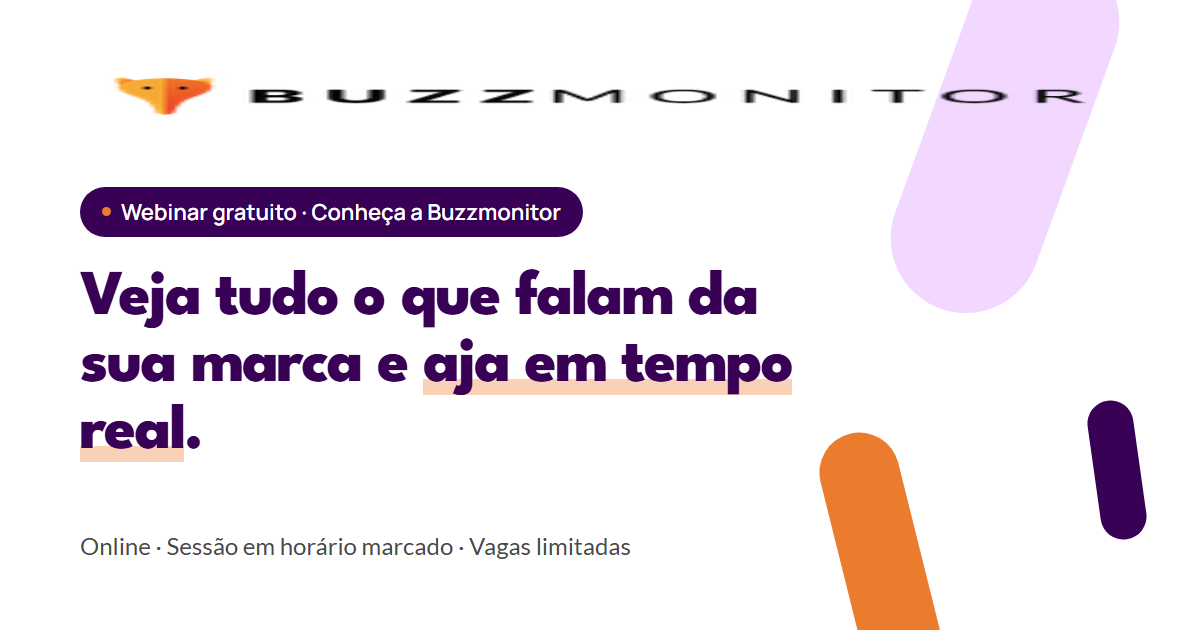 BUZZMONITOR
Webinar gratuito · Conheça a Buzzmonitor
Veja tudo o que falam da
sua marca e aja em tempo
real.
Online · Sessão em horário marcado · Vagas limitadas